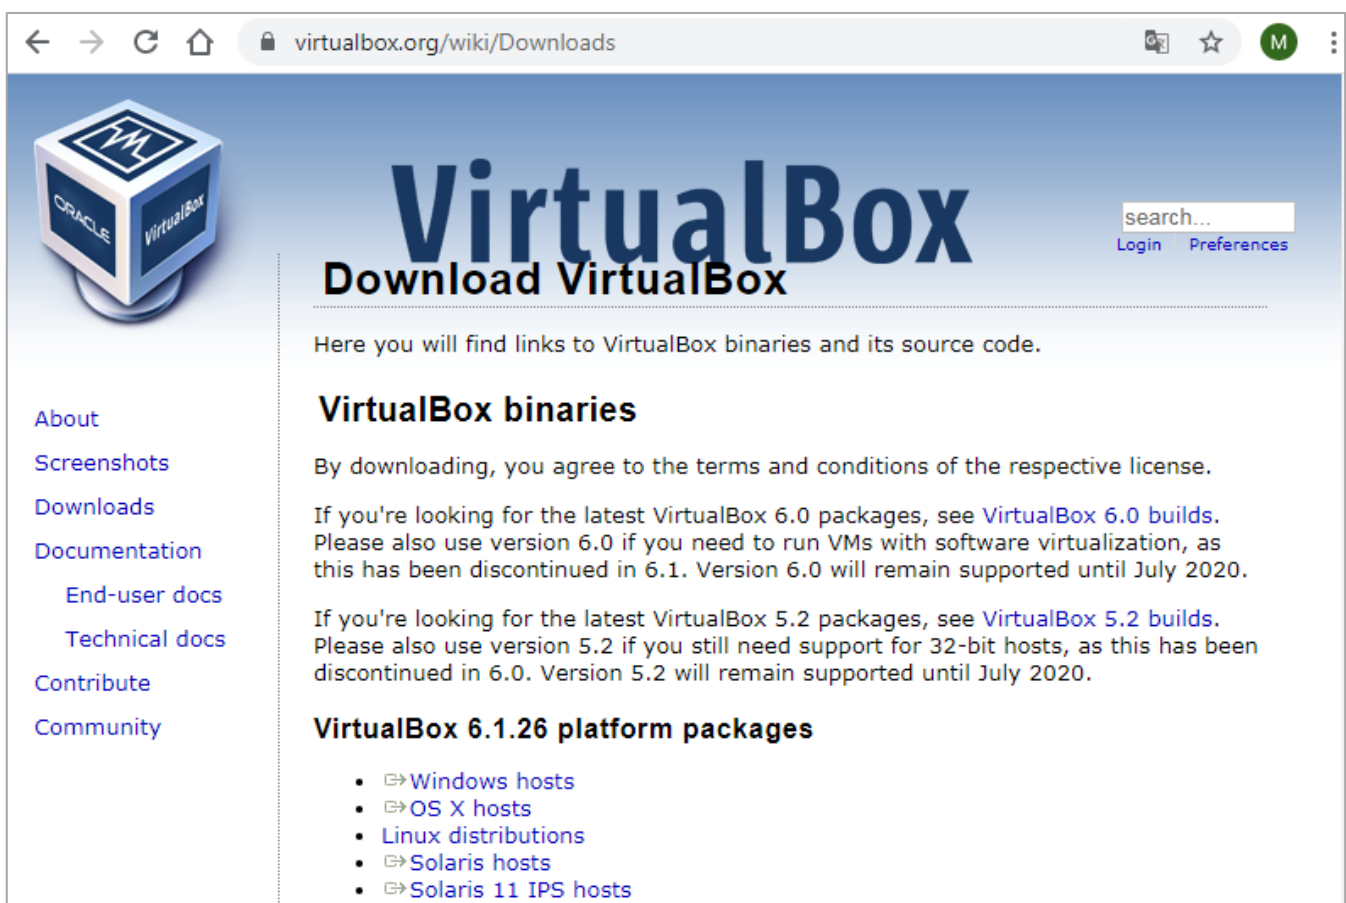 virtualbox.org/wiki/Downloads
M
ORACLE
VirtualBox
VirtualBox
search...
Login Preferences
Download VirtualBox
Here you will find links to VirtualBox binaries and its source code.
VirtualBox binaries
By downloading, you agree to the terms and conditions of the respective license.
If you're looking for the latest VirtualBox 6.0 packages, see VirtualBox 6.0 builds.
Please also use version 6.0 if you need to run VMs with software virtualization, as
this has been discontinued in 6.1. Version 6.0 will remain supported until July 2020.
If you're looking for the latest VirtualBox 5.2 packages, see VirtualBox 5.2 builds.
Please also use version 5.2 if you still need support for 32-bit hosts, as this has been
discontinued in 6.0. Version 5.2 will remain supported until July 2020.
VirtualBox 6.1.26 platform packages
Windows hosts
OS X hosts
Linux distributions
Solaris hosts
Solaris 11 IPS hosts
About
Screenshots
Downloads
Documentation
End-user docs
Technical docs
Contribute
Community